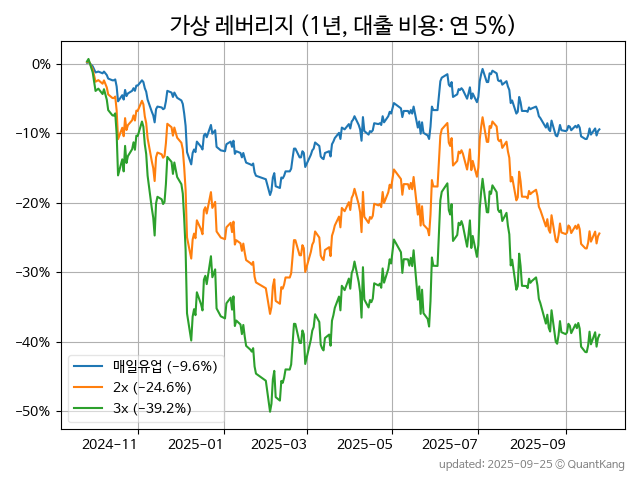 가상 레버리지 (1년, 대출 비용: 연 5%)
0%
−10%
−20%
−30%
−40%
−50%
매일유업 (−9.6%)
2x (−24.6%)
3x (−39.2%)
2024−11 2025−01 2025−03 2025−05 2025−07 2025−09
updated: 2025-09-25 © QuantKang